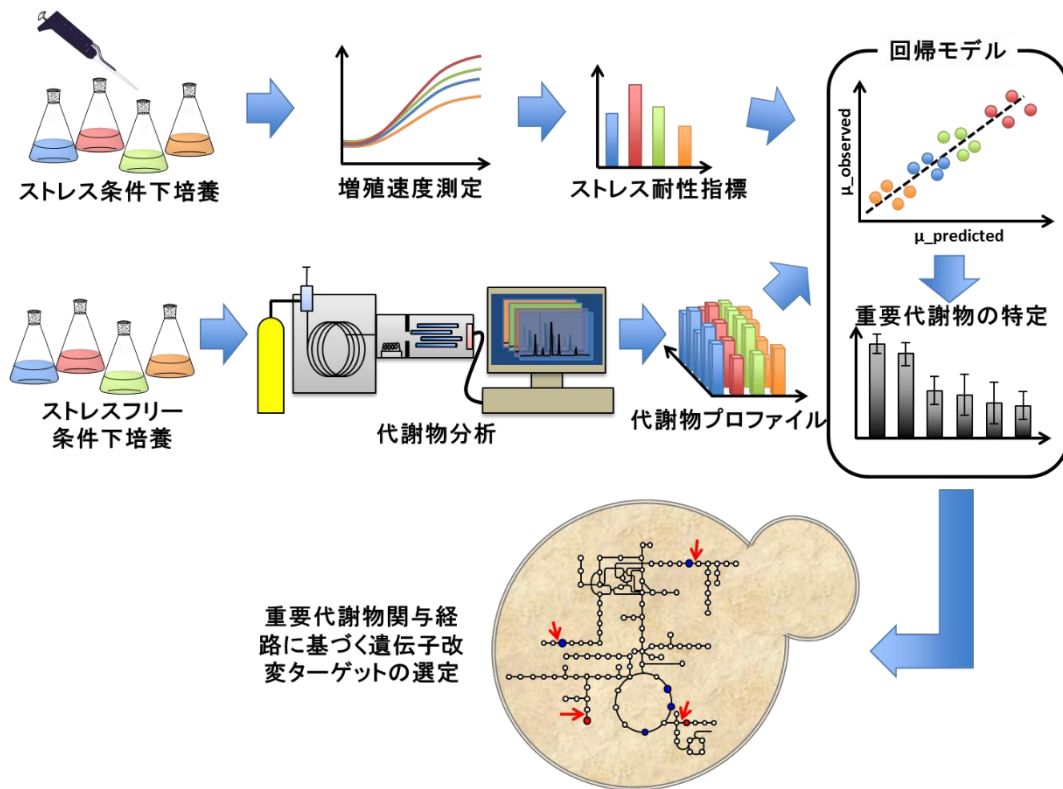 回帰モデル
μ_observed
μ_predicted
ストレス条件下培養
増殖速度測定
ストレス耐性指標
重要代謝物の特定
ストレスフリー
条件下培養
代謝物分析
代謝物プロファイル
重要代謝物関与経
路に基づく遺伝子改
変ターゲットの選定